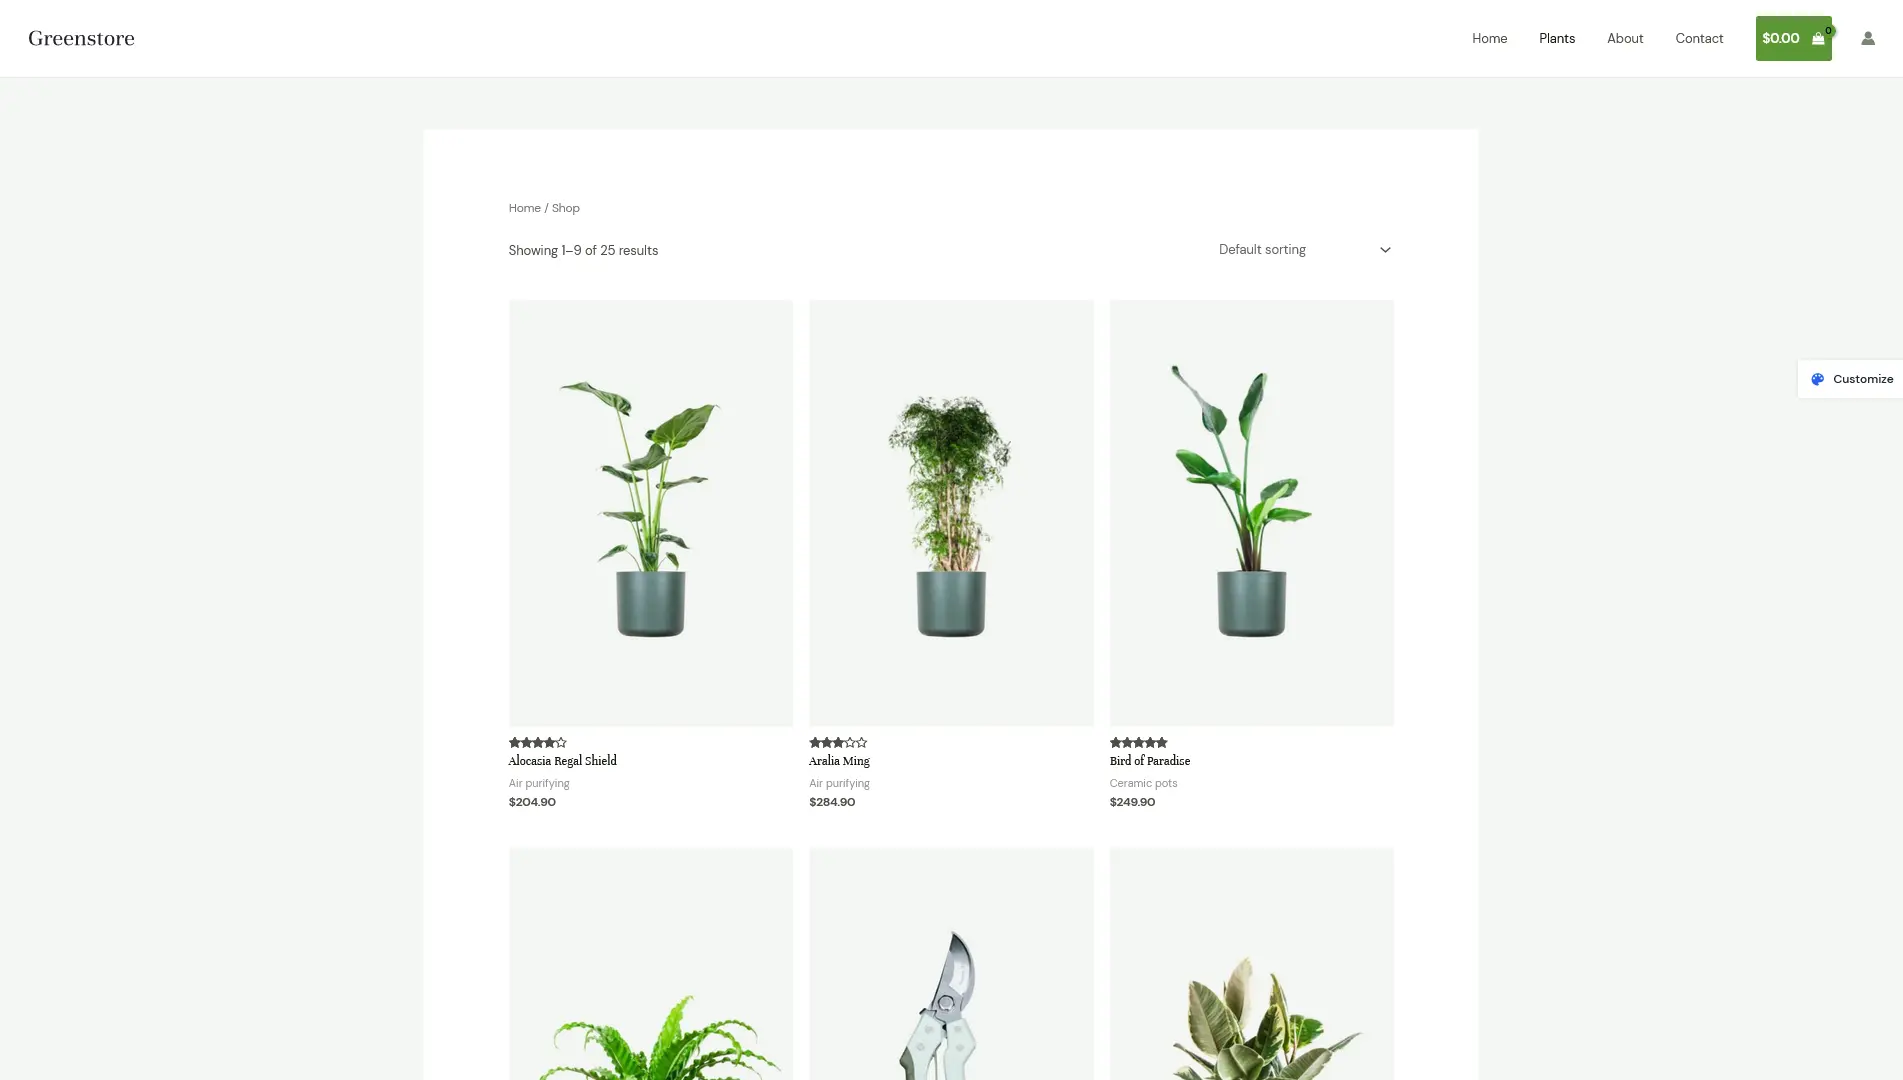 Greenstore
Home
Plants
About
Contact
$0.00
0
Home / Shop
Showing 1–9 of 25 results
Default sorting
Customize
Alocasia Regal Shield
Air purifying
$204.90
Aralia Ming
Air purifying
$284.90
Bird of Paradise
Ceramic pots
$249.90